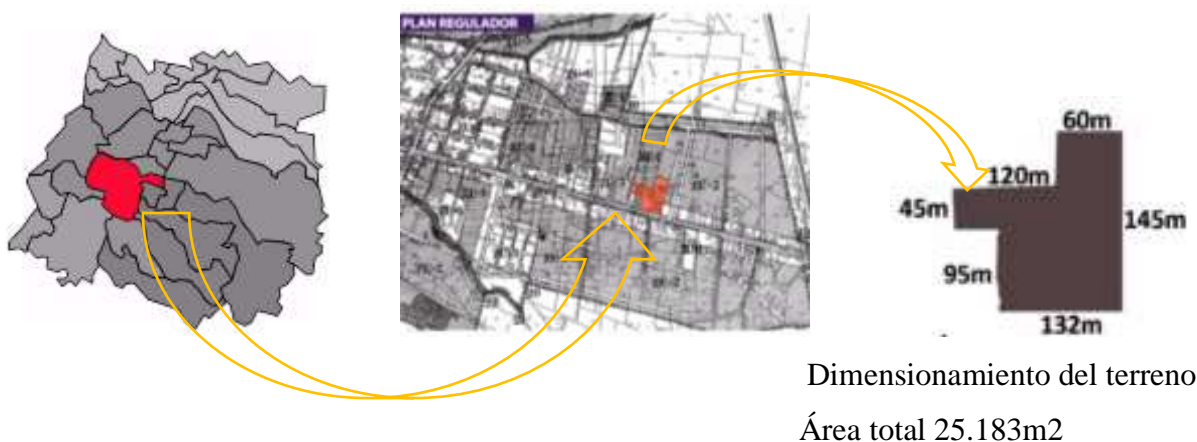 PLAN REGULADOR
60m
120m
45m
145m
95m
132m
Dimensionamiento del terreno
Área total 25.183m2